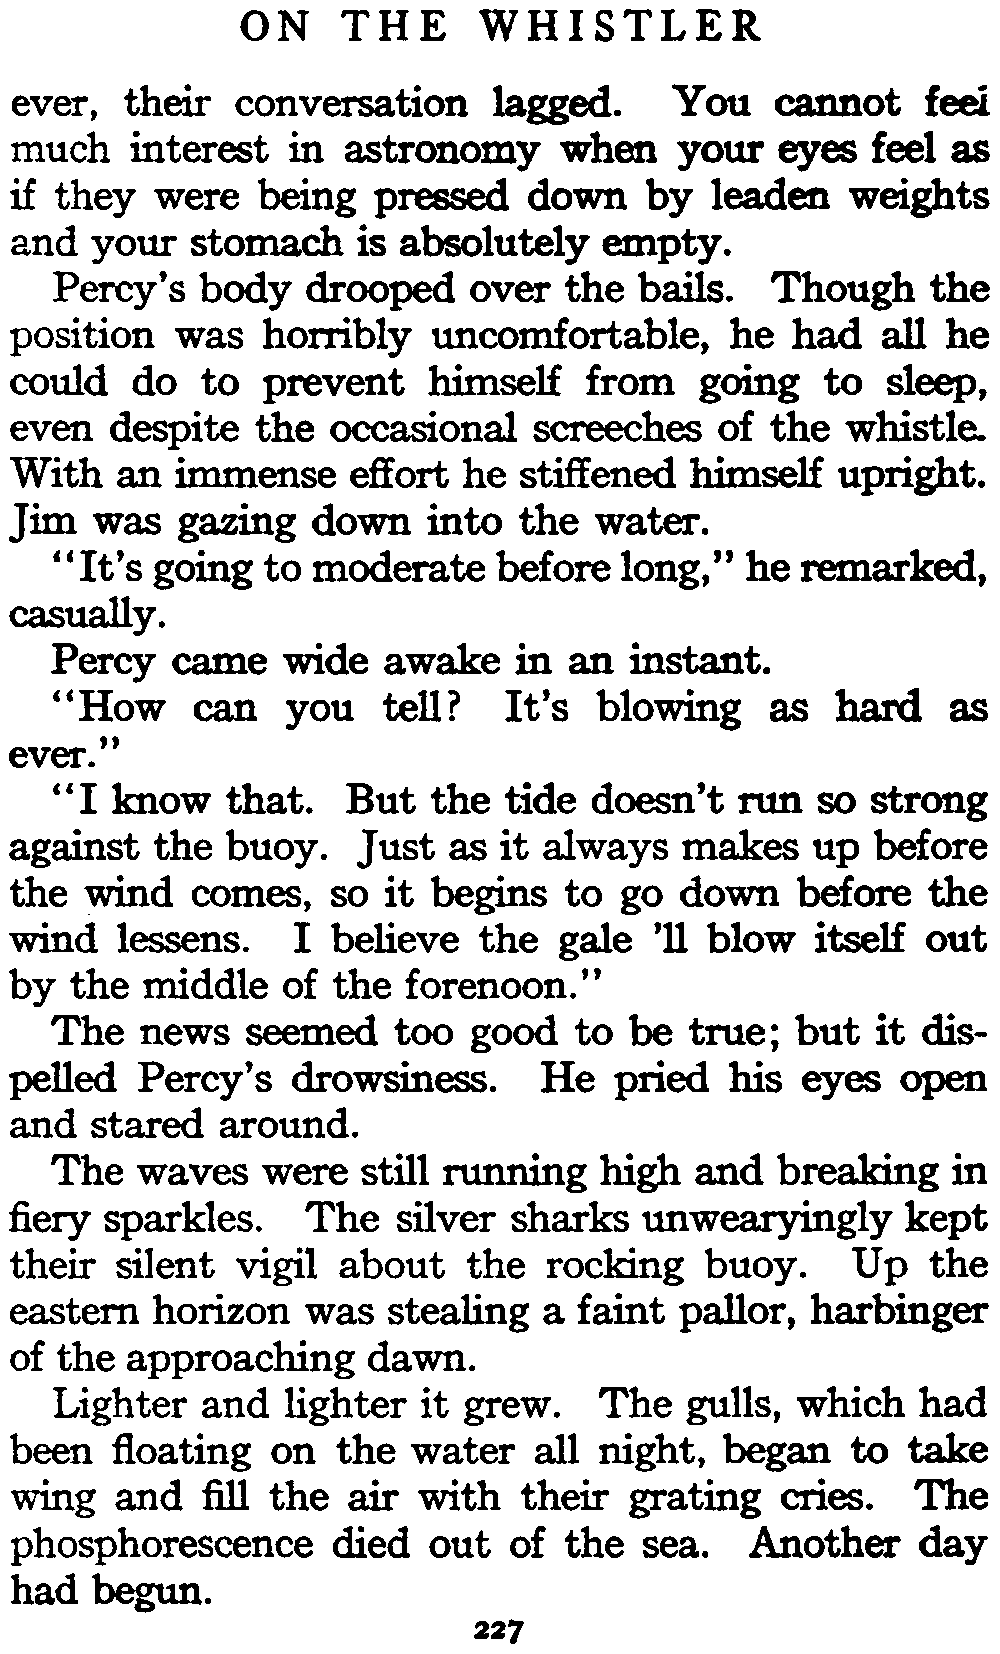 ON THE WHISTLER
ever, their conversation lagged. You cannot feel
much interest in astronomy when your eyes feel as
if they were being pressed down by leaden weights
and your stomach is absolutely empty.
Percy's body drooped over the bails. Though the
position was horribly uncomfortable, he had all he
could do to prevent himself from going to sleep,
even despite the occasional screeches of the whistle.
With an immense effort he stiffened himself upright.
Jim was gazing down into the water.
"It's going to moderate before long," he remarked,
casually.
Percy came wide awake in an instant.
"How can you tell? It's blowing as hard as
ever."
"I know that. But the tide doesn't run so strong
against the buoy. Just as it always makes up before
the wind comes, so it begins to go down before the
wind lessens. I believe the gale 'll blow itself out
by the middle of the forenoon."
The news seemed too good to be true; but it dis-
pelled Percy's drowsiness. He pried his eyes open
and stared around.
The waves were still running high and breaking in
fiery sparkles. The silver sharks unwearyingly kept
their silent vigil about the rocking buoy. Up the
eastern horizon was stealing a faint pallor, harbinger
of the approaching dawn.
Lighter and lighter it grew. The gulls, which had
been floating on the water all night, began to take
wing and fill the air with their grating cries. The
phosphorescence died out of the sea. Another day
had begun.
227